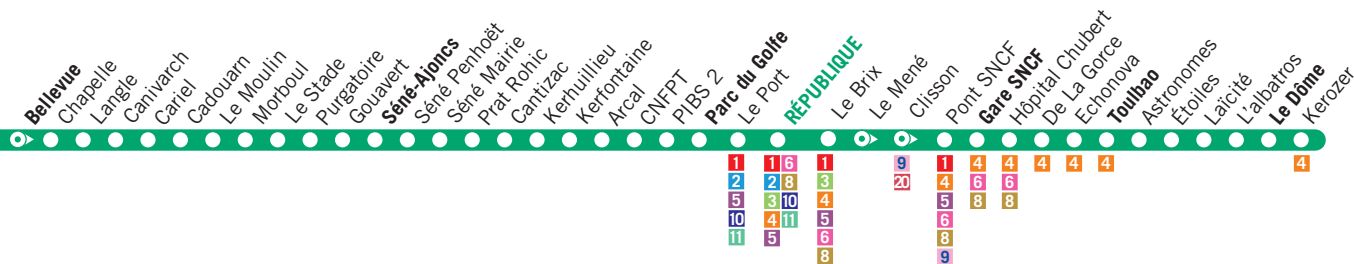 Bellevue
Chapelle
Langle
Canivarch
Cariel
Cadouarn
Le Moulin
Morboul
Le Stade
Purgatoire
Gouavert
Séné-Ajoncs
Séné Penhoët
Séné Mairie
Prat Rohic
Cantizac
Kerhuillieu
Kerfontaine
Arcal
CNFPT
PIBS 2
Parc du Golfe
Le Port
RÉPUBLIQUE
Le Brix
Le Mené
Clisson
Pont SNCF
Gare SNCF
Hôpital Chubert
De La Gorce
Echonova
Toulbao
Astronomes
Étoiles
Laïcité
L'albatros
Le Dôme
Kerozer
1 1 6 1 9 1 4 4 4 4 4 4
2 2 8 3 20 4 6 6
5 3 10 4 5 8 8
10 4 11 5 6
11 5 6 8
8 9